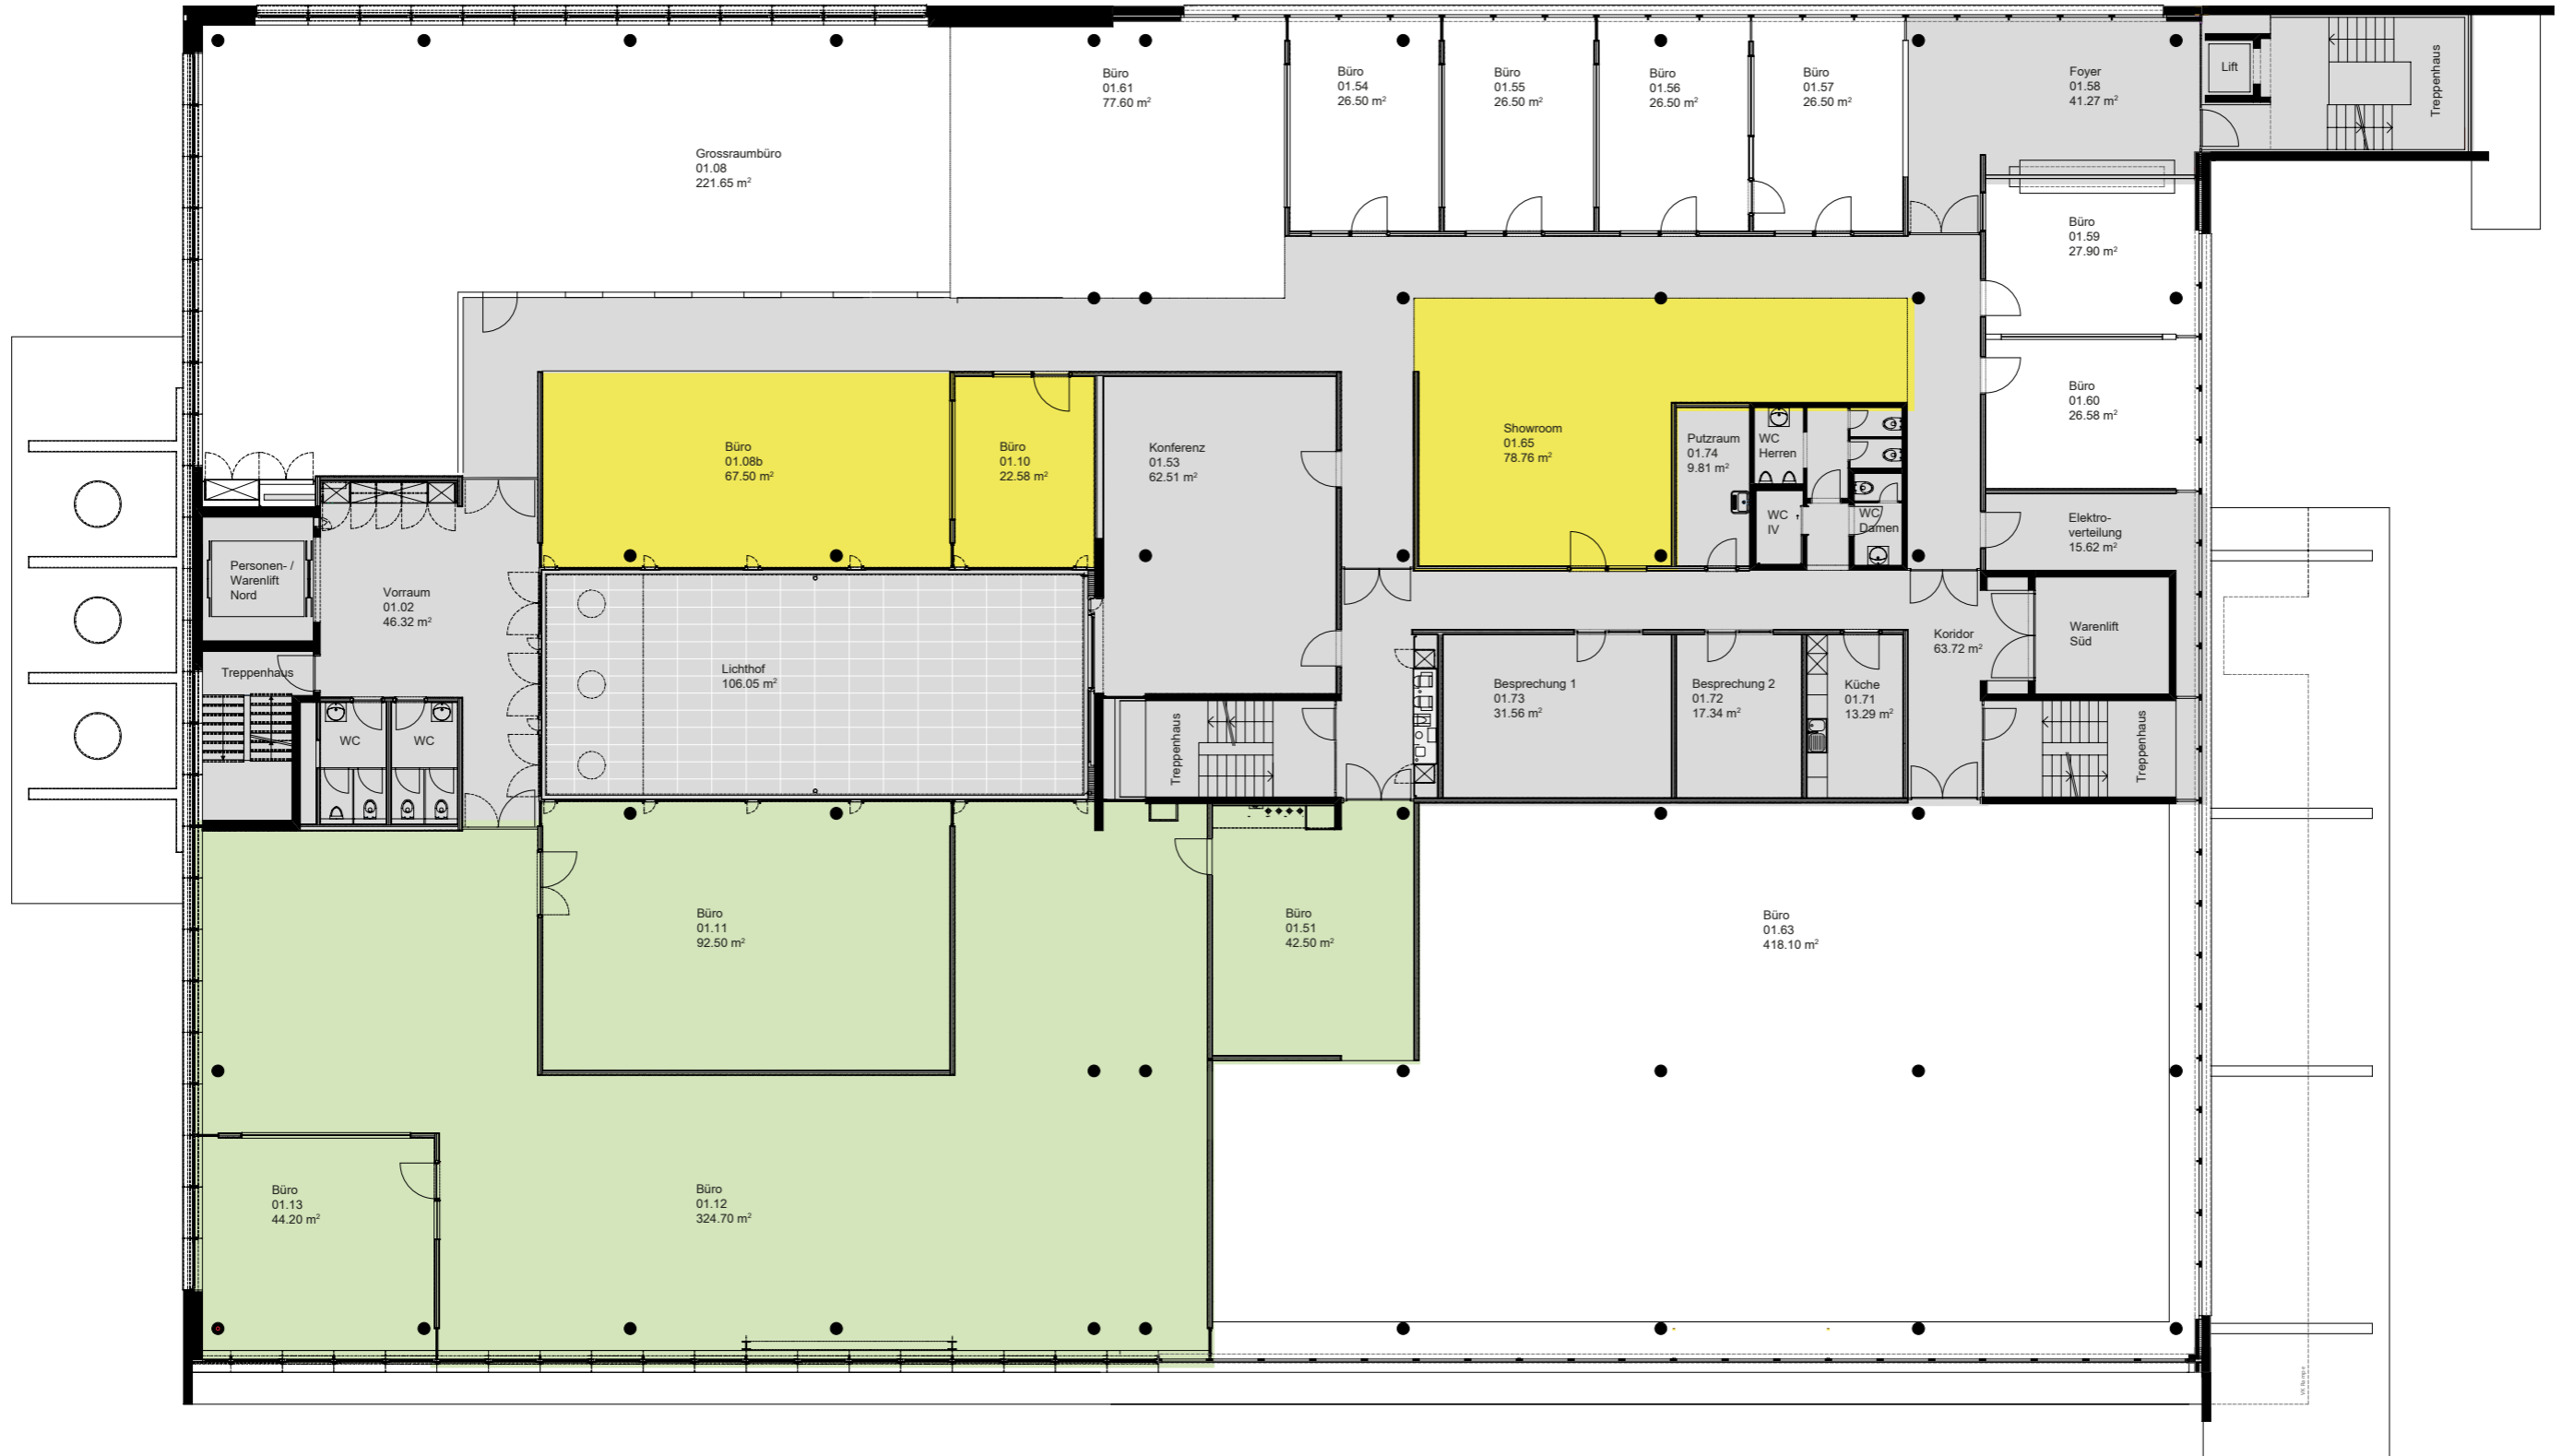 Büro
01.61
77.60 m²
Büro
01.54
26.50 m²
Büro
01.55
26.50 m²
Büro
01.56
26.50 m²
Büro
01.57
26.50 m²
Foyer
01.58
41.27 m²
Lift
Treppenhaus
Grossraumbüro
01.08
221.65 m²
Büro
01.59
27.90 m²
Büro
01.60
26.58 m²
Büro
01.08b
67.50 m²
Büro
01.10
22.58 m²
Konferenz
01.53
62.51 m²
Showroom
01.65
78.76 m²
Putzraum
01.74
9.81 m²
WC
Herren
WC
IV
WC
Damen
Elektro-
verteilung
15.62 m²
Personen- /
Warenlift
Nord
Vorraum
01.02
46.32 m²
Koridor
63.72 m²
Warenlift
Süd
Treppenhaus
Lichthof
106.05 m²
Besprechung 1
01.73
31.56 m²
Besprechung 2
01.72
17.34 m²
Küche
01.71
13.29 m²
WC
WC
Treppenhaus
Treppenhaus
Büro
01.11
92.50 m²
Büro
01.51
42.50 m²
Büro
01.63
418.10 m²
Büro
01.13
44.20 m²
Büro
01.12
324.70 m²